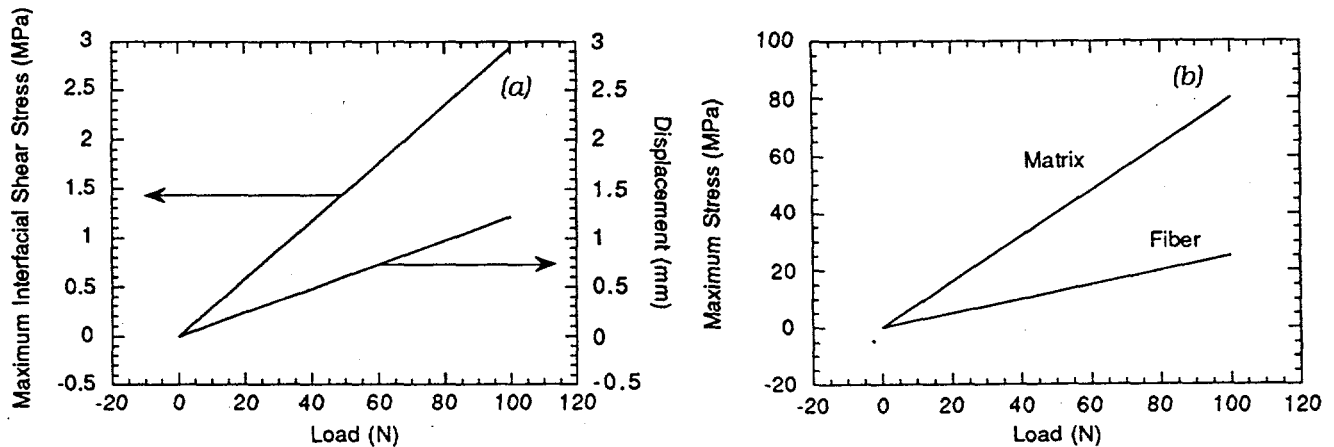 Maximum Interfacial Shear Stress (MPa)
3
2.5
2
1.5
1
0.5
0
-0.5
-20 0 20 40 60 80 100 120
Load (N)
(a)
3
2.5
2
1.5
1
0.5
0
-0.5
Displacement (mm)
Maximum Stress (MPa)
100
80
60
40
20
0
-20
-20 0 20 40 60 80 100 120
Load (N)
(b)
Matrix
Fiber